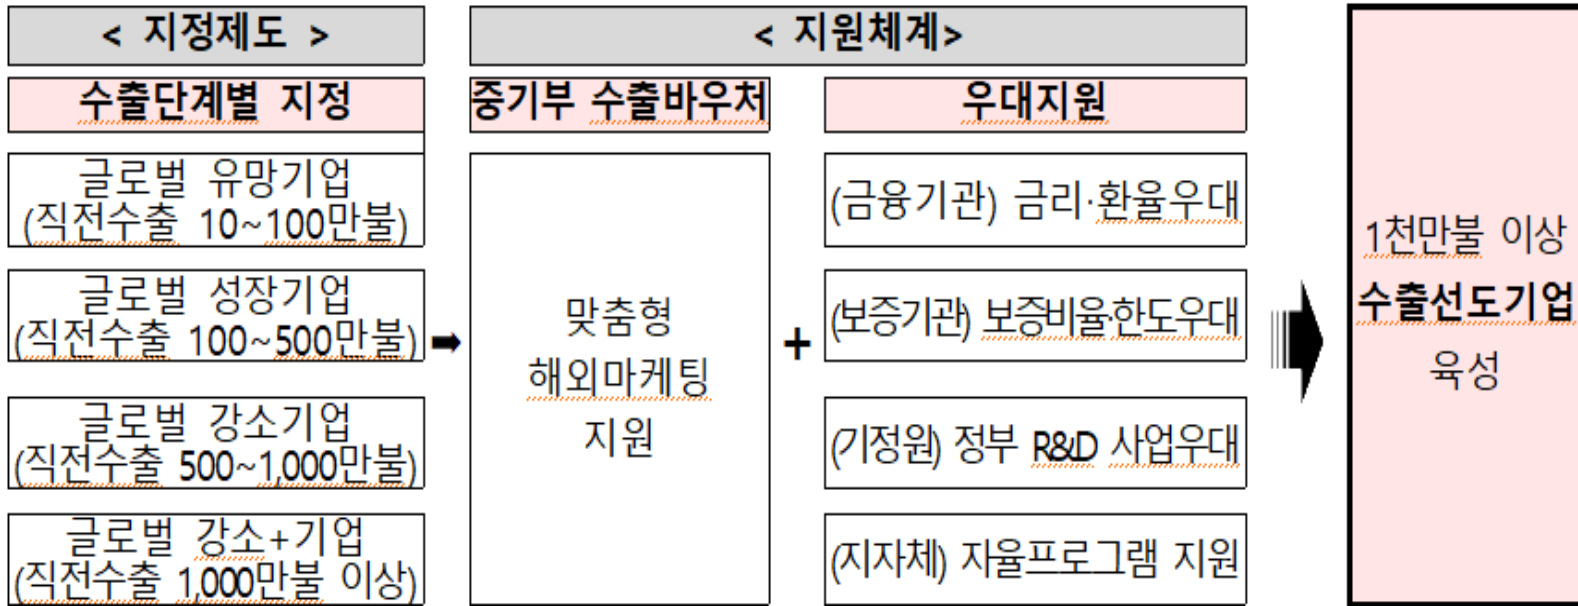 < 지정제도 >
< 지원체계>
수출단계별 지정
중기부 수출바우처
우대지원
글로벌 유망기업
(직전수출 10~100만불)
글로벌 성장기업
(직전수출 100~500만불)
글로벌 강소기업
(직전수출 500~1,000만불)
글로벌 강소+기업
(직전수출 1,000만불 이상)
➡
맞춤형
해외마케팅
지원
+
(금융기관) 금리·환율우대
(보증기관) 보증비율·한도우대
(기정원) 정부 R&D 사업우대
(지자체) 자율프로그램 지원
1천만불 이상
수출선도기업
육성